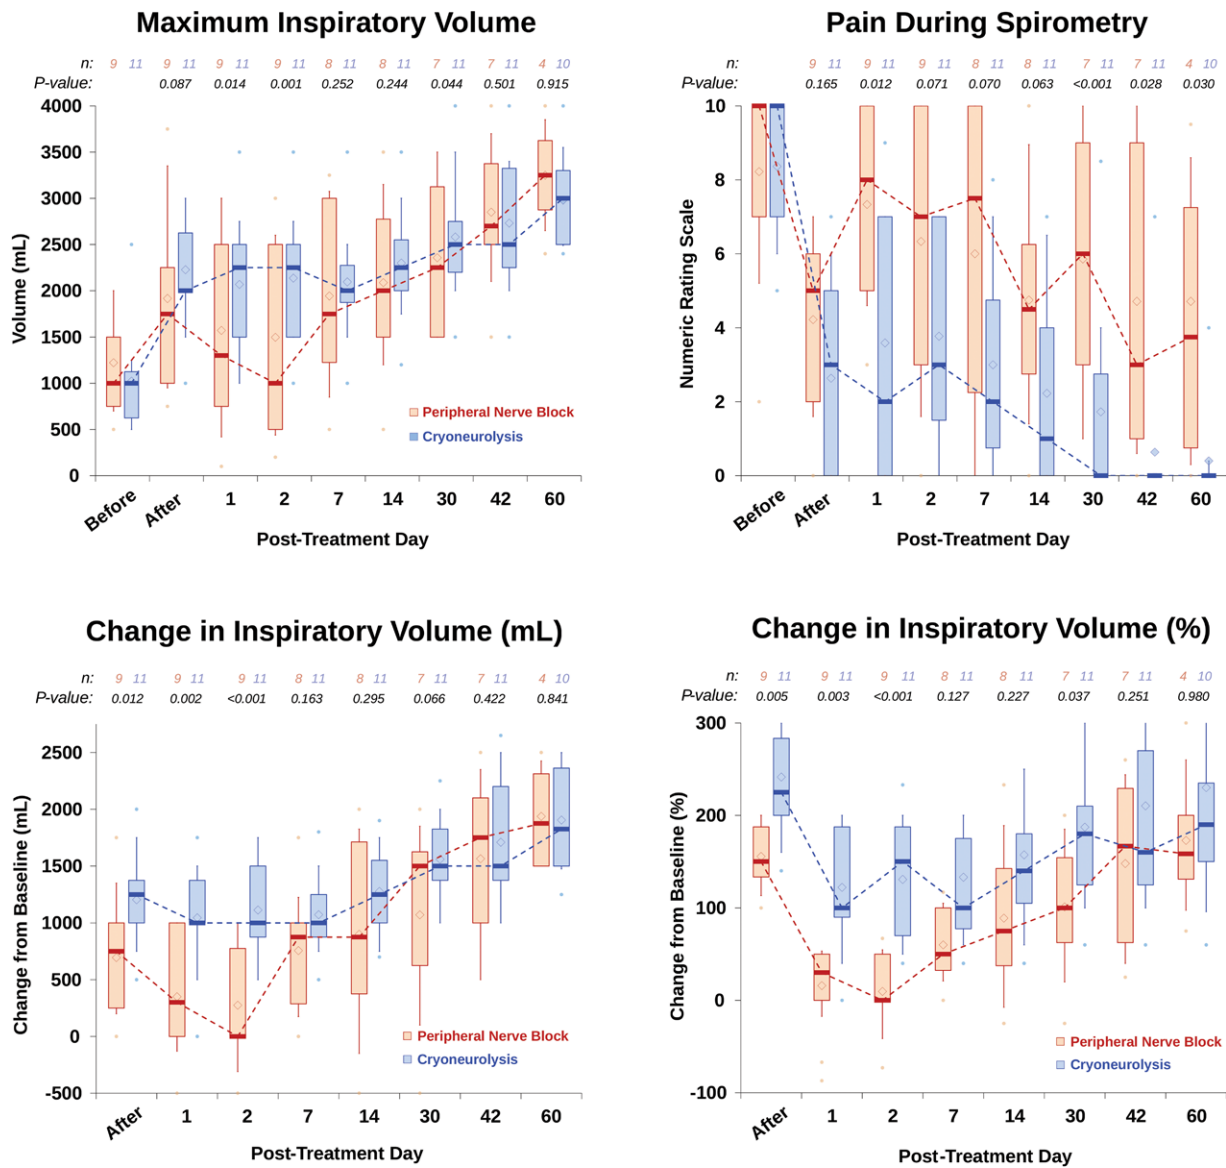 Maximum Inspiratory Volume
n: 9 11 9 11 9 11 9 11 8 11 8 11 7 11 7 11 4 10
P-value: 0.087 0.014 0.001 0.252 0.244 0.044 0.501 0.915
Volume (mL)
4000
3500
3000
2500
2000
1500
1000
500
0
Peripheral Nerve Block
Cryoneurolysis
Before After 1 2 7 14 30 42 60
Post-Treatment Day
Pain During Spirometry
9 11 9 11 9 11 8 11 8 11 7 11 7 11 7 10
0.165 0.012 0.071 0.070 0.063 <0.001 0.028 0.030
Numeric Rating Scale
10
8
6
4
2
0
Before After 1 2 7 14 30 42 60
Post-Treatment Day
Change in Inspiratory Volume (mL)
n: 9 11 9 11 9 11 8 11 8 11 7 11 7 11 4 10
P-value: 0.012 0.002 <0.001 0.163 0.295 0.066 0.422 0.841
Change from Baseline (mL)
2500
2000
1500
1000
500
0
-500
Peripheral Nerve Block
Cryoneurolysis
After 1 2 7 14 30 42 60
Post-Treatment Day
Change in Inspiratory Volume (%)
n: 9 11 9 11 9 11 8 11 8 11 7 11 7 11 4 10
P-value: 0.005 0.003 <0.001 0.127 0.227 0.037 0.251 0.980
Change from Baseline (%)
300
200
100
0
-100
Peripheral Nerve Block
Cryoneurolysis
After 1 2 7 14 30 42 60
Post-Treatment Day